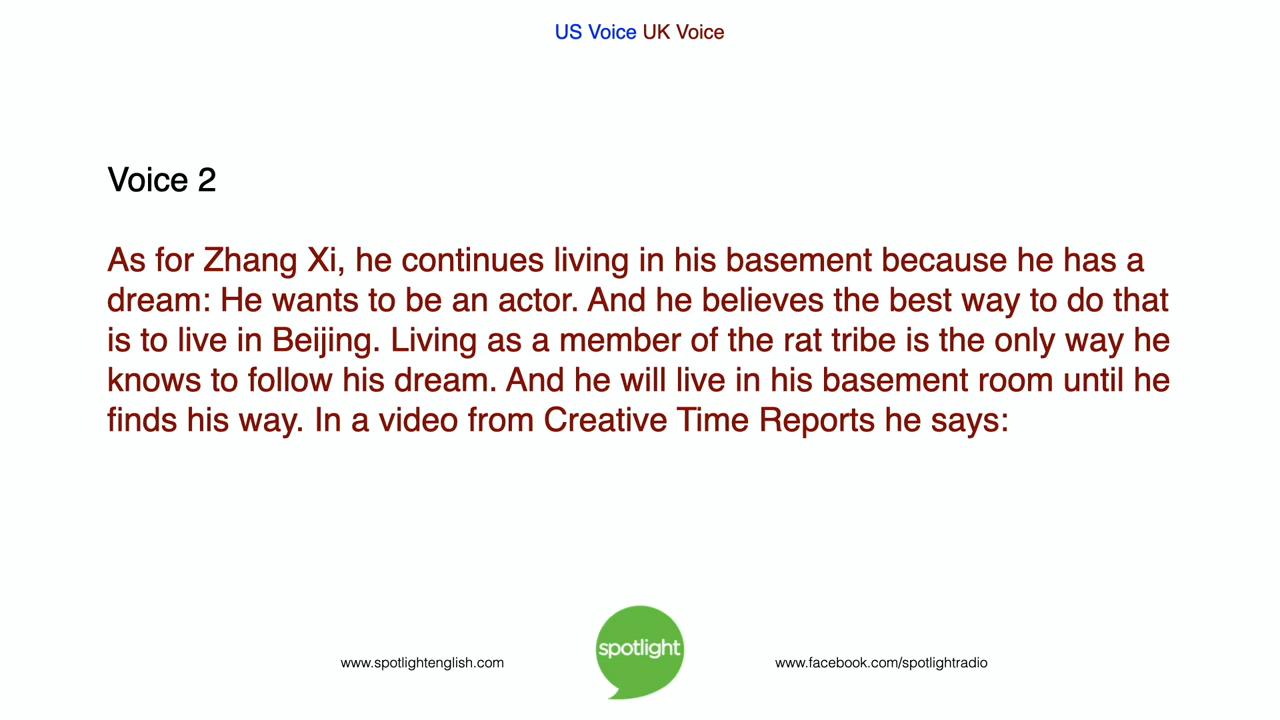 US Voice UK Voice
Voice 2
As for Zhang Xi, he continues living in his basement because he has a
dream: He wants to be an actor. And he believes the best way to do that
is to live in Beijing. Living as a member of the rat tribe is the only way he
knows to follow his dream. And he will live in his basement room until he
finds his way. In a video from Creative Time Reports he says:
spotlight
www.spotlightenglish.com
www.facebook.com/spotlightradio